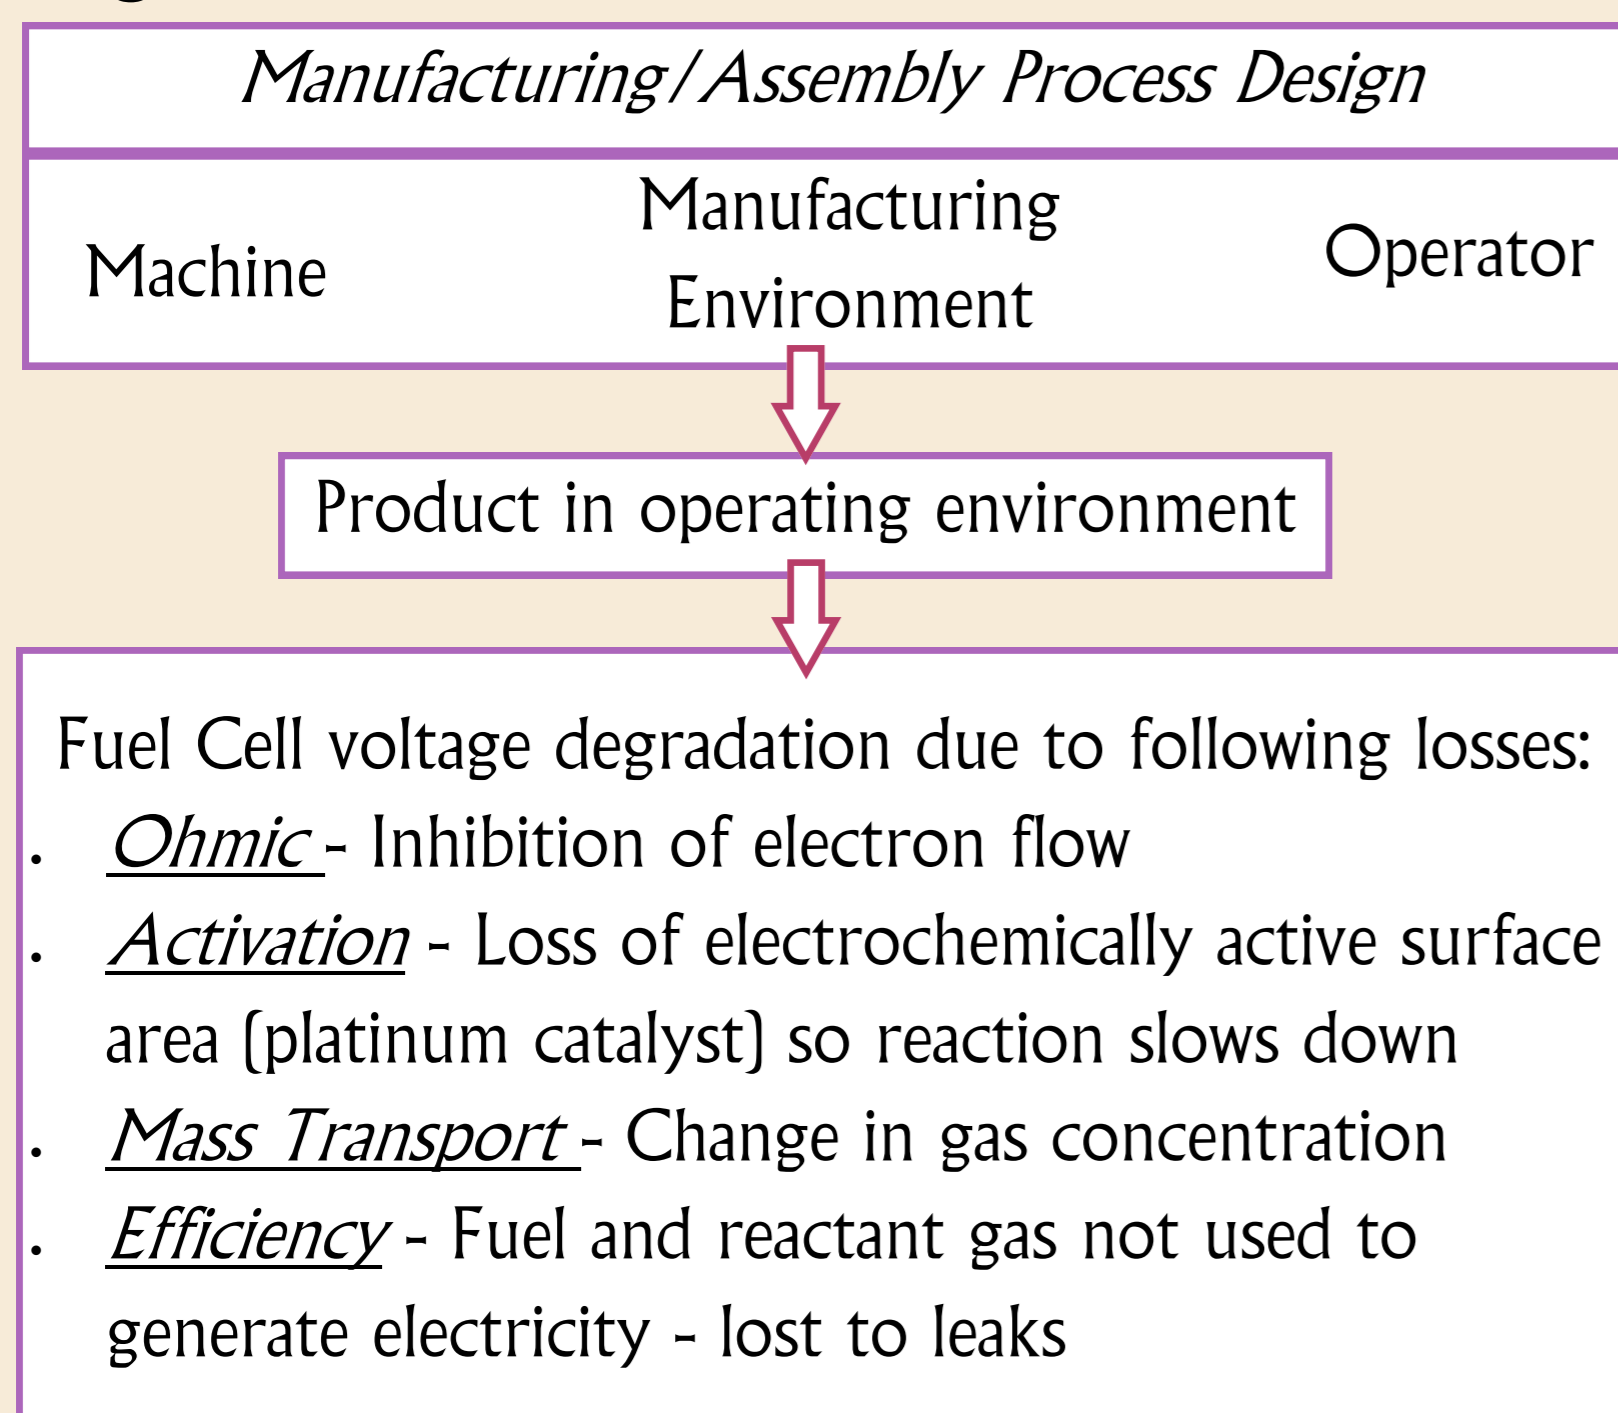 Manufacturing/Assembly Process Design
Machine
Manufacturing
Environment
Operator
Product in operating environment
Fuel Cell voltage degradation due to following losses:
. Ohmic - Inhibition of electron flow
. Activation - Loss of electrochemically active surface
area (platinum catalyst) so reaction slows down
. Mass Transport - Change in gas concentration
. Efficiency - Fuel and reactant gas not used to
generate electricity - lost to leaks